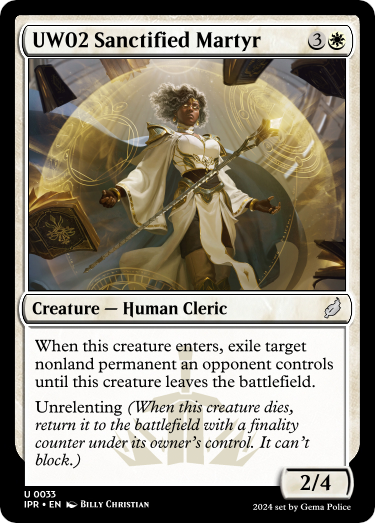 UW02 Sanctified Martyr 3
Creature — Human Cleric
When this creature enters, exile target
nonland permanent an opponent controls
until this creature leaves the battlefield.
Unrelenting (When this creature dies,
return it to the battlefield with a finality
counter under its owner's control. It can't
block.)
2/4
U 0033
IPR • EN Billy Christian
2024 set by Gema Police